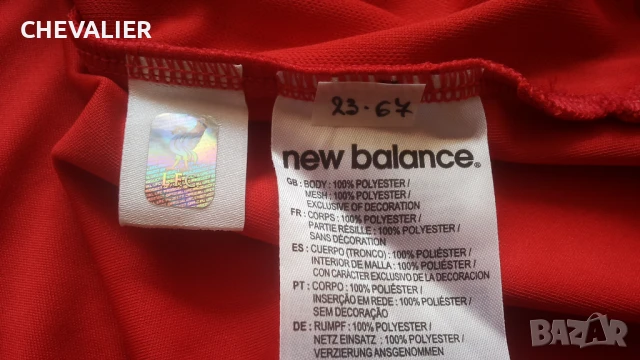 CHEVALIER
23-67
L.F.C.
new balance®
GB : BODY : 100% POLYESTER /
MESH : 100% POLYESTER /
EXCLUSIVE OF DECORATION
FR : CORPS : 100% POLYESTER /
PARTIE RÉSILLE : 100% POLYESTER /
SANS DÉCORATION
ES : CUERPO (TRONCO) : 100% POLIÉSTER /
INTERIOR DE MALLA : 100% POLIÉSTER /
CON CARÁCTER EXCLUSIVO DE LA DECORACION
PT : CORPO : 100% POLIÉSTER /
INSERÇÃO EM REDE : 100% POLIÉSTER /
SEM DECORAÇÃO
DE : RUMPF : 100% POLYESTER /
NETZ EINSATZ : 100% POLYESTER /
VERZIERUNG AUSGENOMMEN
BAZAR